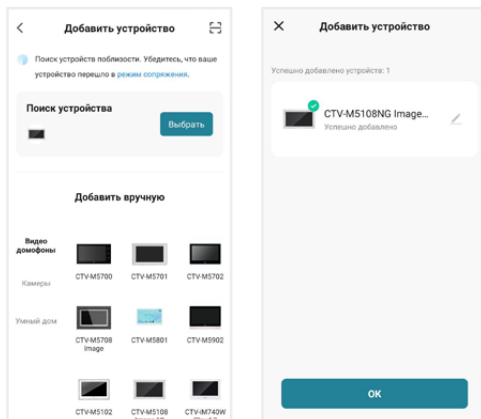 Добавить устройство
Поиск устройств поблизости. Убедитесь, что ваше
устройство перешло в режим сопряжения.
Поиск устройства
Выбрать
Добавить вручную
Видео
домофоны
Камеры
Умный дом
CTV-M5700
CTV-M5701
CTV-M5702
CTV-M5708
Image
CTV-M5801
CTV-M5902
CTV-M5102
CTV-M5108
CTV-iM740W
Добавить устройство
Успешно добавлено устройств: 1
CTV-M5108NG Image...
Успешно добавлено
ОК